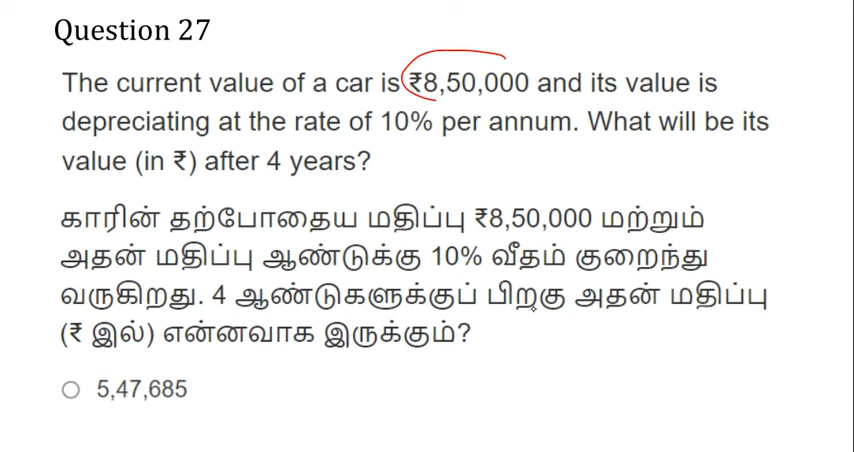 Question 27
The current value of a car is ₹8,50,000 and its value is
depreciating at the rate of 10% per annum. What will be its
value (in ₹) after 4 years?
காரின் தற்போதைய மதிப்பு ₹8,50,000 மற்றும்
அதன் மதிப்பு ஆண்டுக்கு 10% வீதம் குறைந்து
வருகிறது. 4 ஆண்டுகளுக்குப் பிறகு அதன் மதிப்பு
(₹ இல்) என்னவாக இருக்கும்?
5,47,685